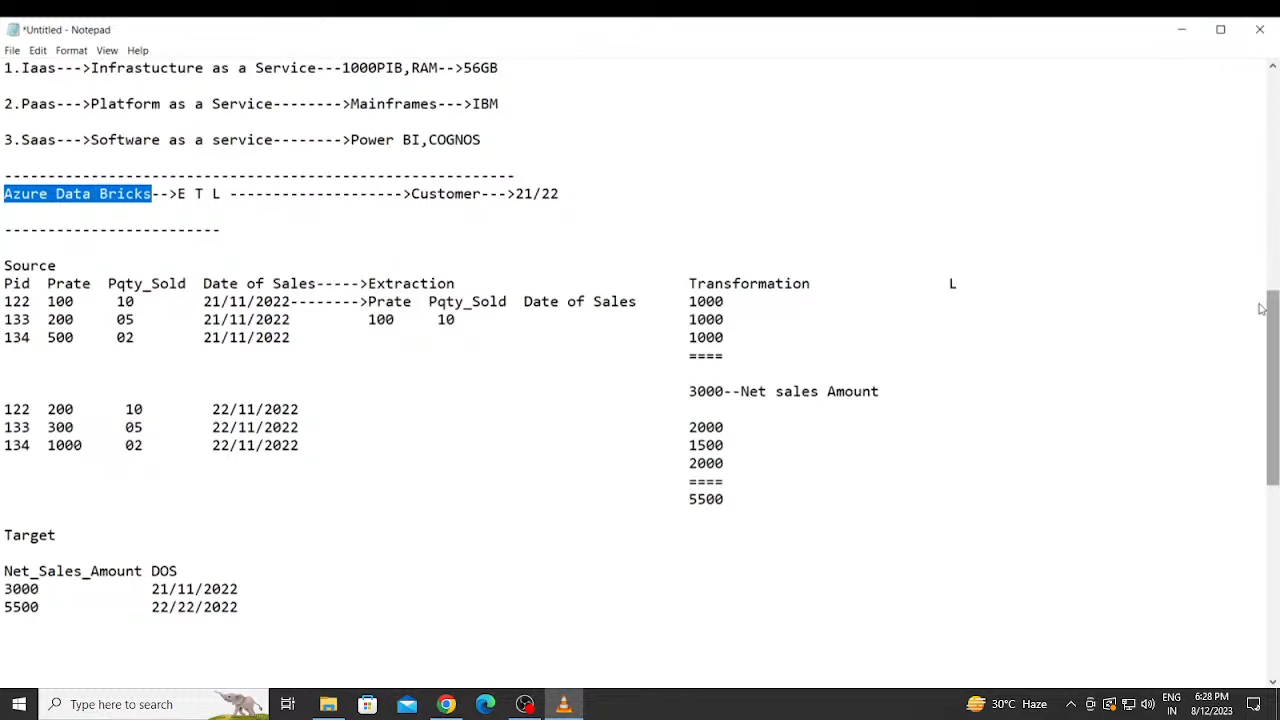 *Untitled - Notepad
File Edit Format View Help
1.Iaas--->Infrastucture as a Service---1000PIB,RAM-->56GB
2.Paas--->Platform as a Service-------->Mainframes--->IBM
3.Saas--->Software as a service-------->Power BI,COGNOS
-----------------------------------------------------------
Azure Data Bricks-->E T L -------------------->Customer--->21/22
-------------------------
Source
Pid Prate Pqty_Sold Date of Sales----->Extraction Transformation L
122 100 10 21/11/2022-------->Prate Pqty_Sold Date of Sales 1000
133 200 05 21/11/2022 100 10 1000
134 500 02 21/11/2022 1000
====
3000--Net sales Amount
122 200 10 22/11/2022
133 300 05 22/11/2022 2000
134 1000 02 22/11/2022 1500
2000
====
5500
Target
Net_Sales_Amount DOS
3000 21/11/2022
5500 22/22/2022
Type here to search
30°C Haze
ENG
IN
6:28 PM
8/12/2023